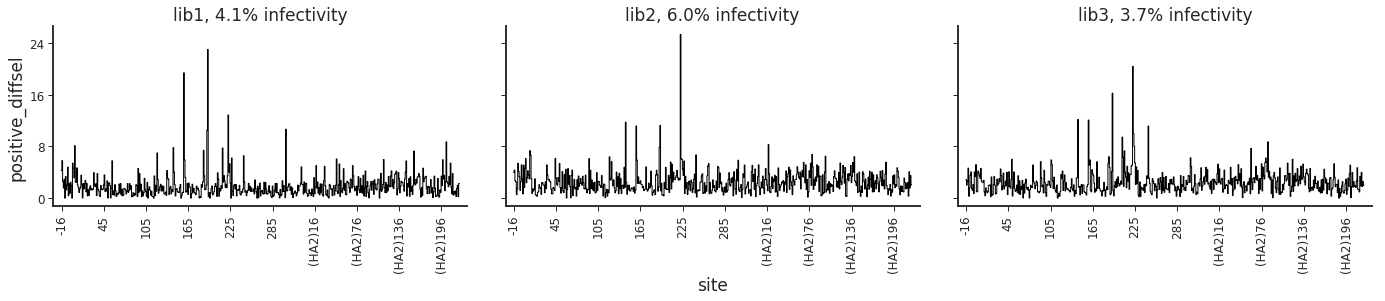 lib1, 4.1% infectivity
lib2, 6.0% infectivity
lib3, 3.7% infectivity
positive_diffsel
24
16
8
0
-16
45
105
165
225
285
(HA2)16
(HA2)76
(HA2)136
(HA2)196
-16
45
105
165
225
285
(HA2)16
(HA2)76
(HA2)136
(HA2)196
-16
45
105
165
225
285
(HA2)16
(HA2)76
(HA2)136
(HA2)196
site